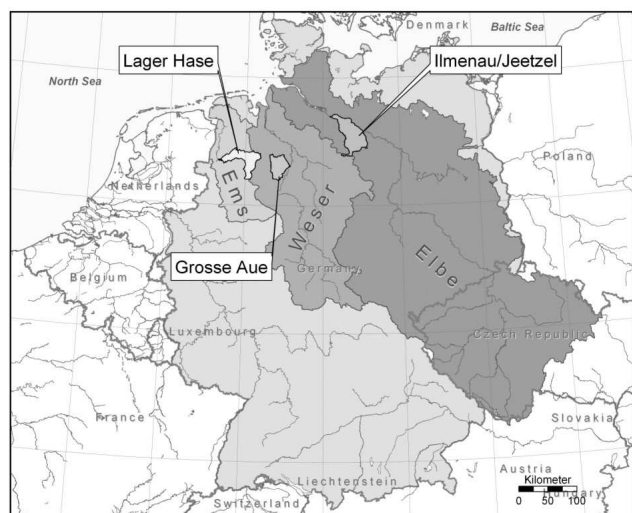 Denmark
Baltic Sea
Lager Hase
Ilmenau/Jeetzel
North Sea
Poland
Netherlands
Ems
Weser
Elbe
Grosse Aue
Germany
Belgium
Luxembourg
Czech Republic
France
Slovakia
Austria
Kilometer
Liechtenstein
0 25 50 100
Hungary
Switzerland